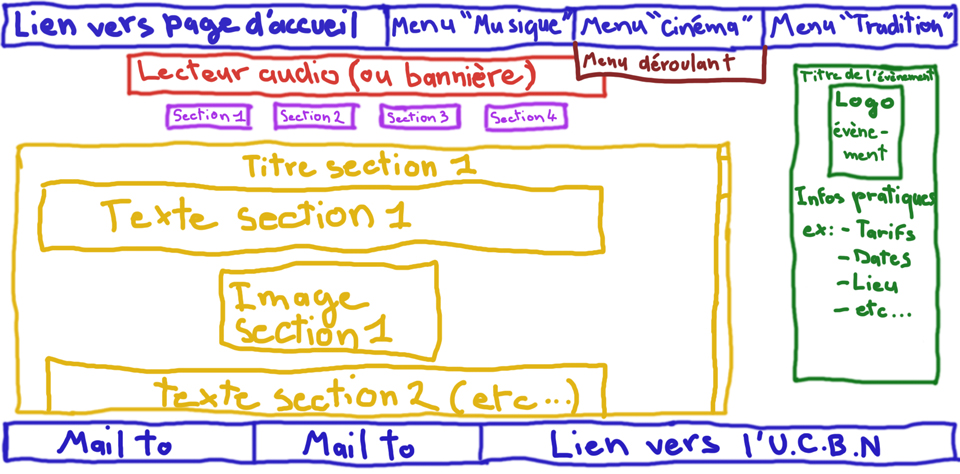 Lien vers page d'accueil
Menu "Musique"
Menu "Cinéma"
Menu "Tradition"
Menu déroulant
Lecteur audio (ou bannière)
Section 1
Section 2
Section 3
Section 4
Titre section 1
Texte section 1
Image
section 1
texte section 2 (etc...)
Titre de l'évènement
Logo
évène-
ment
Infos pratiques
ex: - Tarifs
- Dates
- Lieu
- etc...
Mail to
Mail to
Lien vers l'U.C.B.N